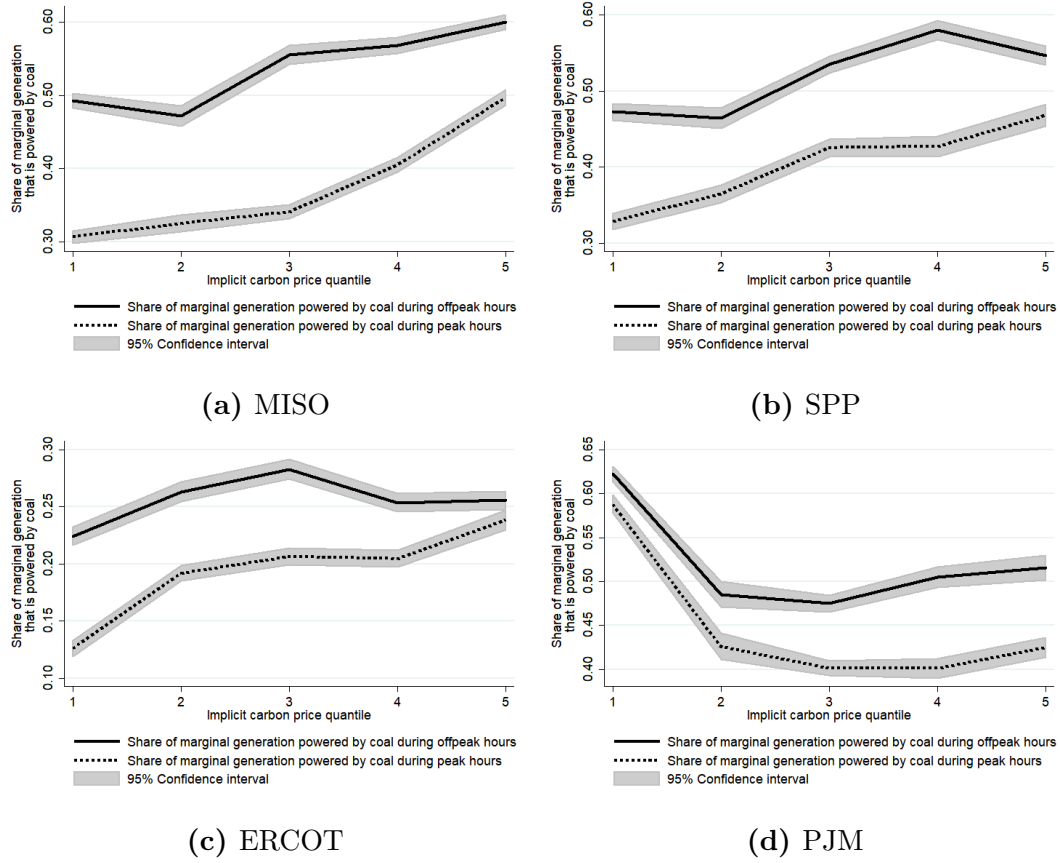 Share of marginal generation
that is powered by coal
0.60
0.50
0.40
0.30
1 2 3 4 5
Implicit carbon price quantile
Share of marginal generation powered by coal during offpeak hours
Share of marginal generation powered by coal during peak hours
95% Confidence interval
(a) MISO
Share of marginal generation
that is powered by coal
0.60
0.50
0.40
0.30
1 2 3 4 5
Implicit carbon price quantile
Share of marginal generation powered by coal during offpeak hours
Share of marginal generation powered by coal during peak hours
95% Confidence interval
(b) SPP
Share of marginal generation
that is powered by coal
0.30
0.25
0.20
0.15
0.10
1 2 3 4 5
Implicit carbon price quantile
Share of marginal generation powered by coal during offpeak hours
Share of marginal generation powered by coal during peak hours
95% Confidence interval
(c) ERCOT
Share of marginal generation
that is powered by coal
0.65
0.60
0.55
0.50
0.45
0.40
1 2 3 4 5
Implicit carbon price quantile
Share of marginal generation powered by coal during offpeak hours
Share of marginal generation powered by coal during peak hours
95% Confidence interval
(d) PJM